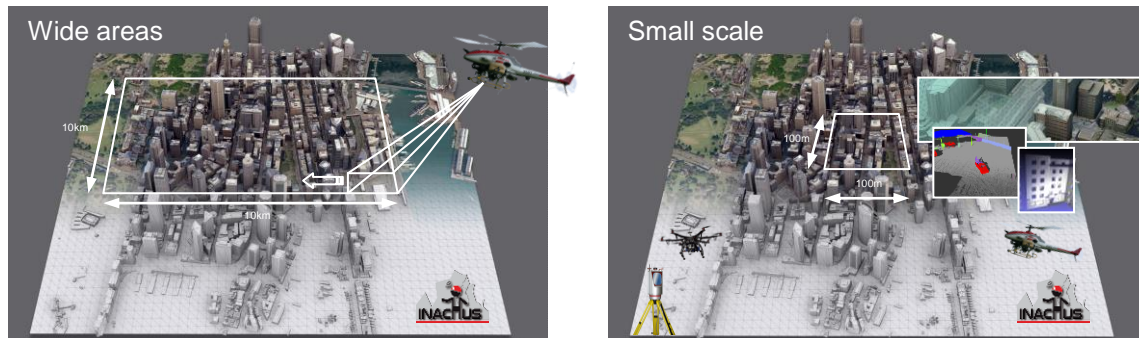 Wide areas
10km
10km
INACHUS
Small scale
100m
100m
INACHUS